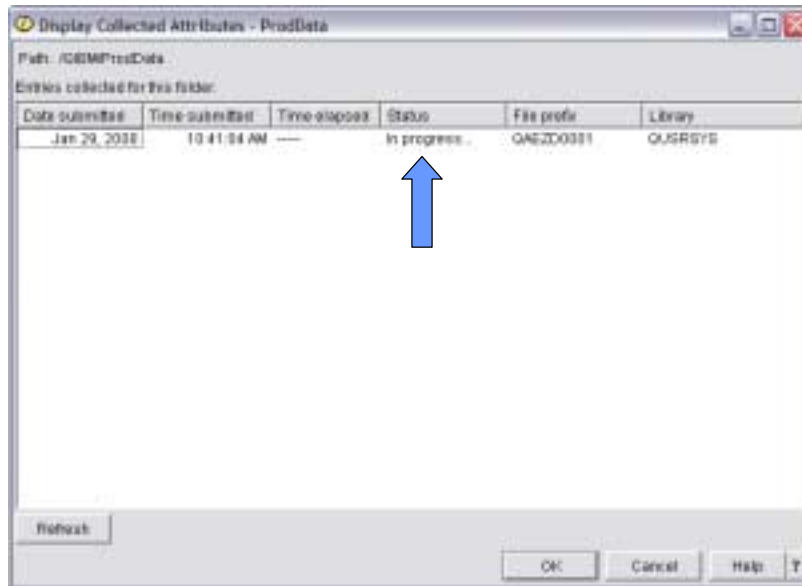 Display Collected Attributes - ProdData
Path: /QIBM/ProdData
Entries collected for this folder:
Date submitted Time submitted Time elapsed Status File prefix Library
Jan 29, 2008 10:41:04 AM ----- In progress... QAEZD0001 QUSRSYS
Refresh
OK Cancel Help ?